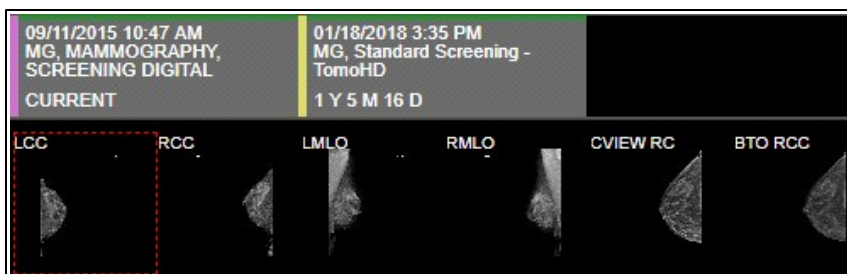 09/11/2015 10:47 AM
MG, MAMMOGRAPHY,
SCREENING DIGITAL
CURRENT
01/18/2018 3:35 PM
MG, Standard Screening -
TomoHD
1 Y 5 M 16 D
LCC RCC LMLO RMLO CVIEW RC BTO RCC